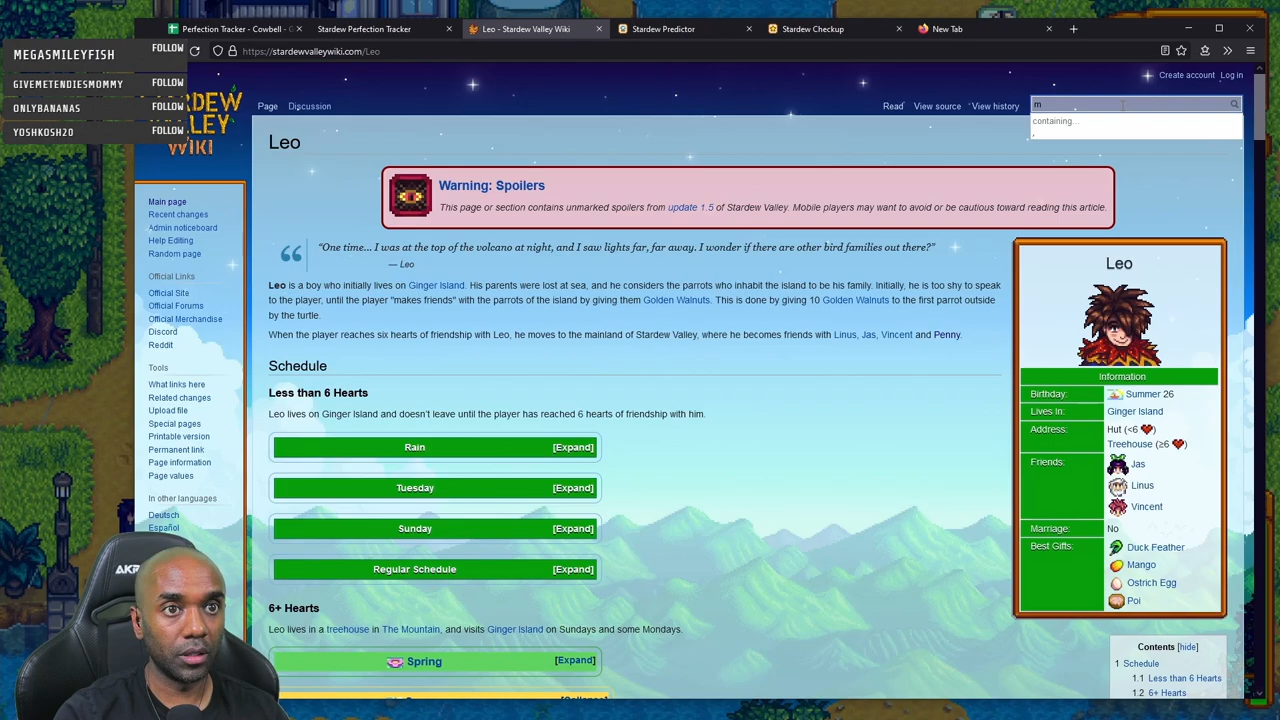 Perfection Tracker - Cowbell - G
Stardew Perfection Tracker
Leo - Stardew Valley Wiki
Stardew Predictor
Stardew Checkup
New Tab
https://stardewvalleywiki.com/Leo
MEGASMILEYFISH FOLLOW
GIVEMETENDIESMOMMY FOLLOW
ONLYBANANAS FOLLOW
YOSHKOSH20 FOLLOW
Create account Log in
Page Discussion Read View source View history m
containing...
,
WIKI
Main page
Recent changes
Admin noticeboard
Help Editing
Random page
Official Links
Official Site
Official Forums
Official Merchandise
Discord
Reddit
Tools
What links here
Related changes
Upload file
Special pages
Printable version
Permanent link
Page information
Page values
In other languages
Deutsch
Español
Leo
Warning: Spoilers
This page or section contains unmarked spoilers from update 1.5 of Stardew Valley. Mobile players may want to avoid or be cautious toward reading this article.
“One time... I was at the top of the volcano at night, and I saw lights far, far away. I wonder if there are other bird families out there?”
— Leo
Leo is a boy who initially lives on Ginger Island. His parents were lost at sea, and he considers the parrots who inhabit the island to be his family. Initially, he is too shy to speak
to the player, until the player "makes friends" with the parrots of the island by giving them Golden Walnuts. This is done by giving 10 Golden Walnuts to the first parrot outside
by the turtle.
When the player reaches six hearts of friendship with Leo, he moves to the mainland of Stardew Valley, where he becomes friends with Linus, Jas, Vincent and Penny.
Schedule
Less than 6 Hearts
Leo lives on Ginger Island and doesn't leave until the player has reached 6 hearts of friendship with him.
Rain [Expand]
Tuesday [Expand]
Sunday [Expand]
Regular Schedule [Expand]
6+ Hearts
Leo lives in a treehouse in The Mountain, and visits Ginger Island on Sundays and some Mondays.
Spring [Expand]
Leo
Information
Birthday: Summer 26
Lives In: Ginger Island
Address: Hut (<6 )
Treehouse (≥6 )
Friends: Jas
Linus
Vincent
Marriage: No
Best Gifts: Duck Feather
Mango
Ostrich Egg
Poi
Contents [hide]
1 Schedule
1.1 Less than 6 Hearts
1.2 6+ Hearts